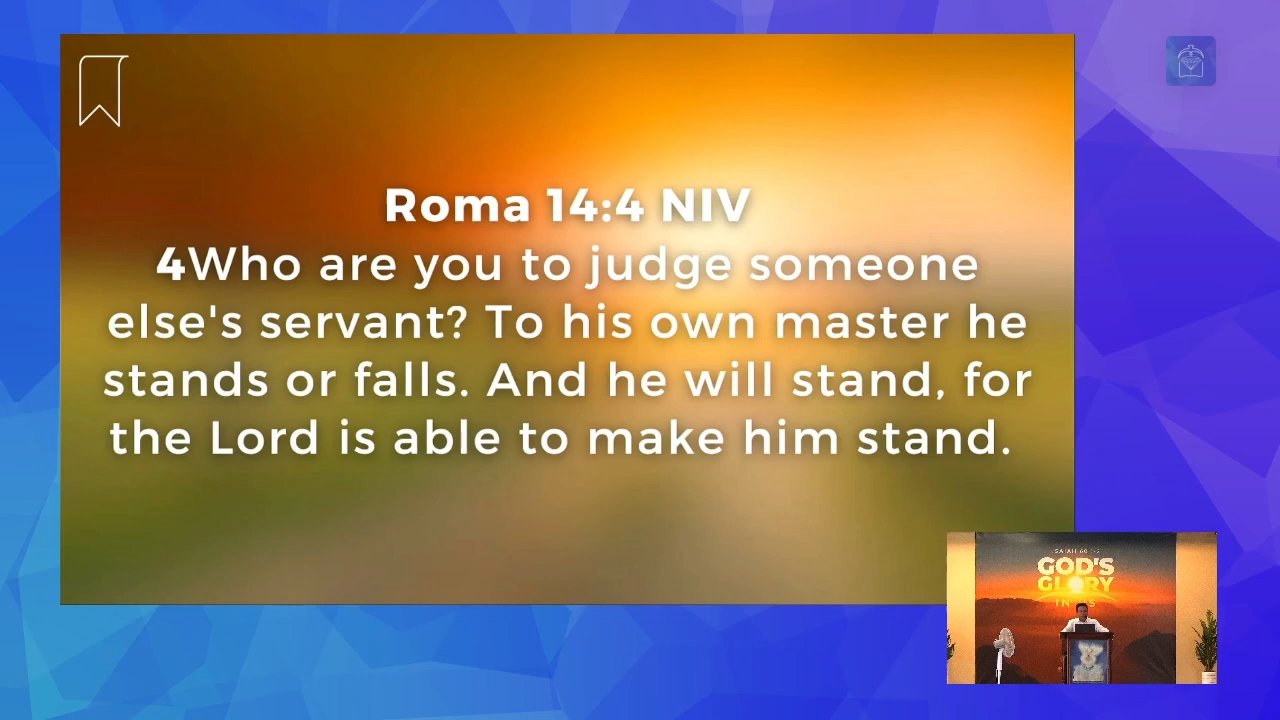 Roma 14:4 NIV
4Who are you to judge someone
else's servant? To his own master he
stands or falls. And he will stand, for
the Lord is able to make him stand.
GOD'S
GLORY